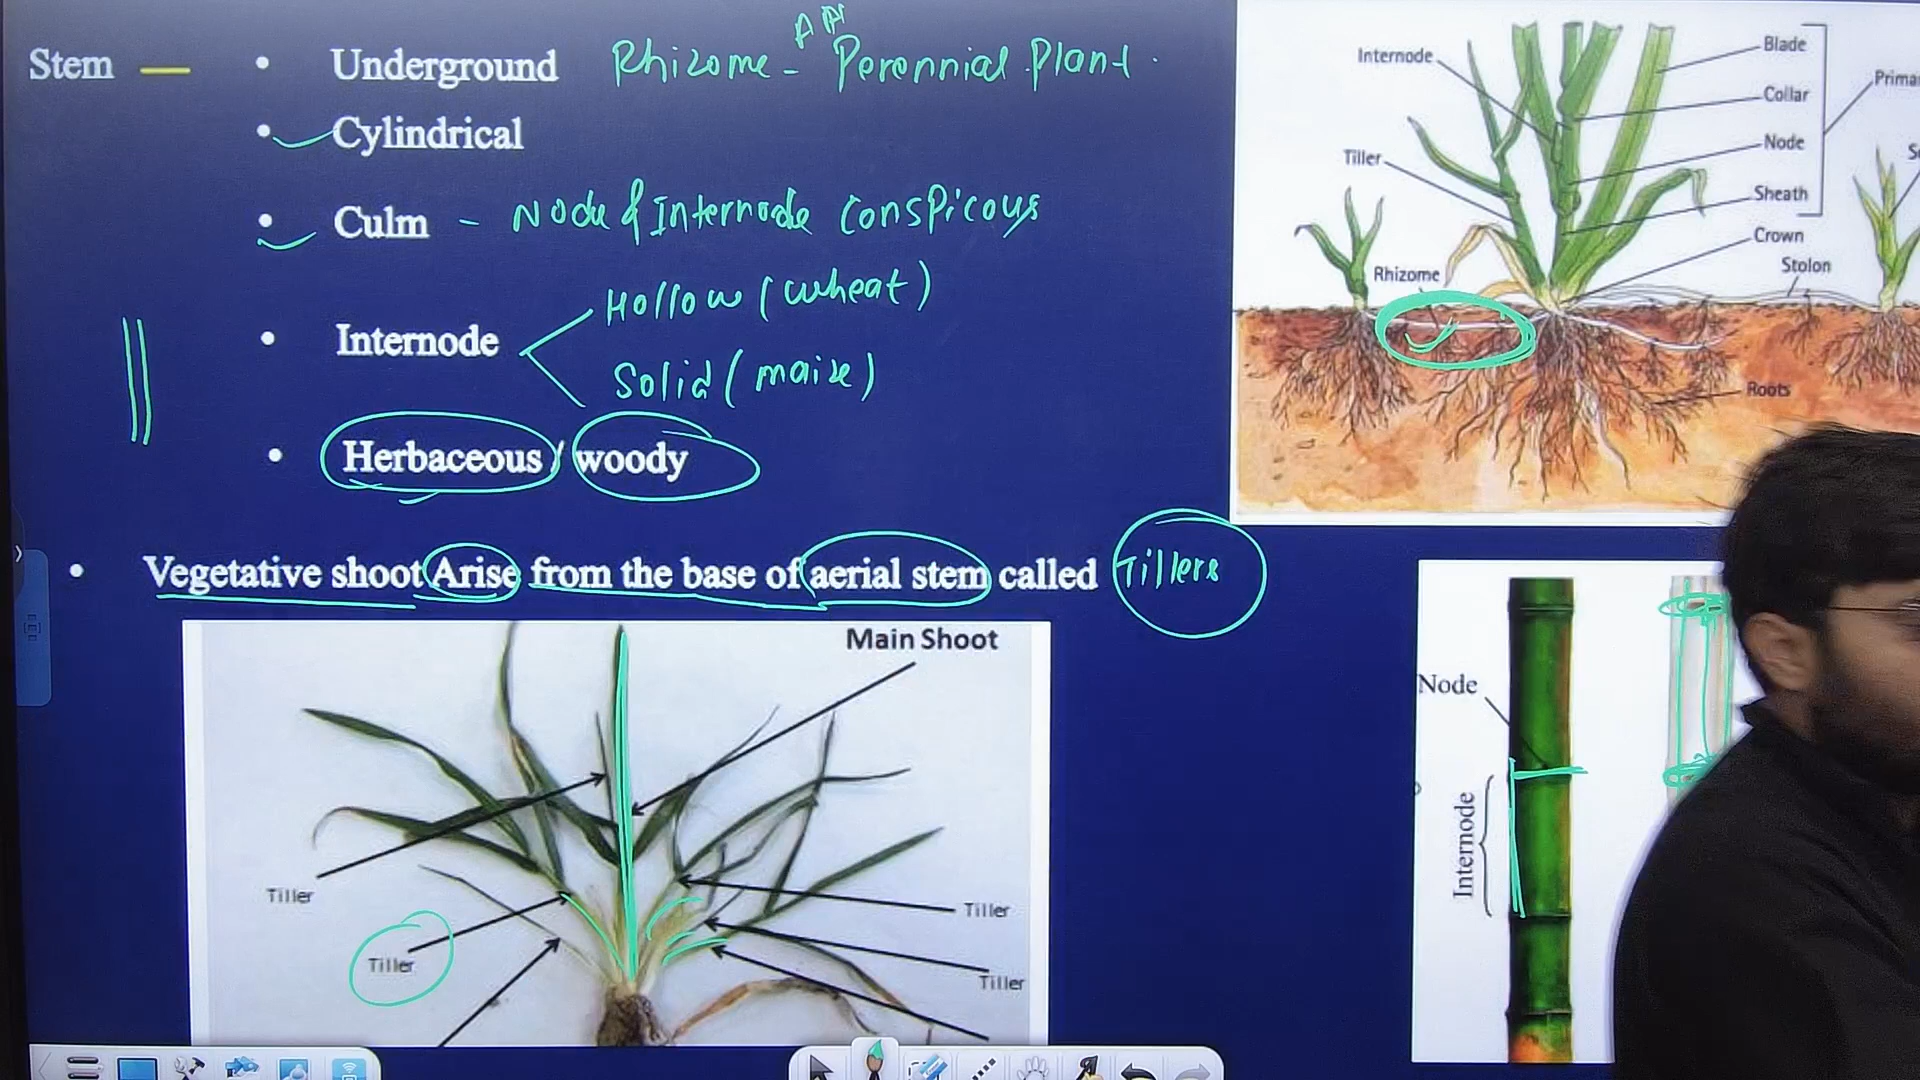 Stem • Underground Rhizome - Perennial Plant.
• Cylindrical
• Culm - Node & Internode Conspicous
• Internode Hollow (wheat)
Solid (maize)
• Herbaceous / woody
• Vegetative shoot Arise from the base of aerial stem called Tillers
Internode
Tiller
Rhizome
Blade
Collar
Node
Sheath
Crown
Stolon
Roots
Main Shoot
Tiller
Tiller
Tiller
Tiller
Node
Internode